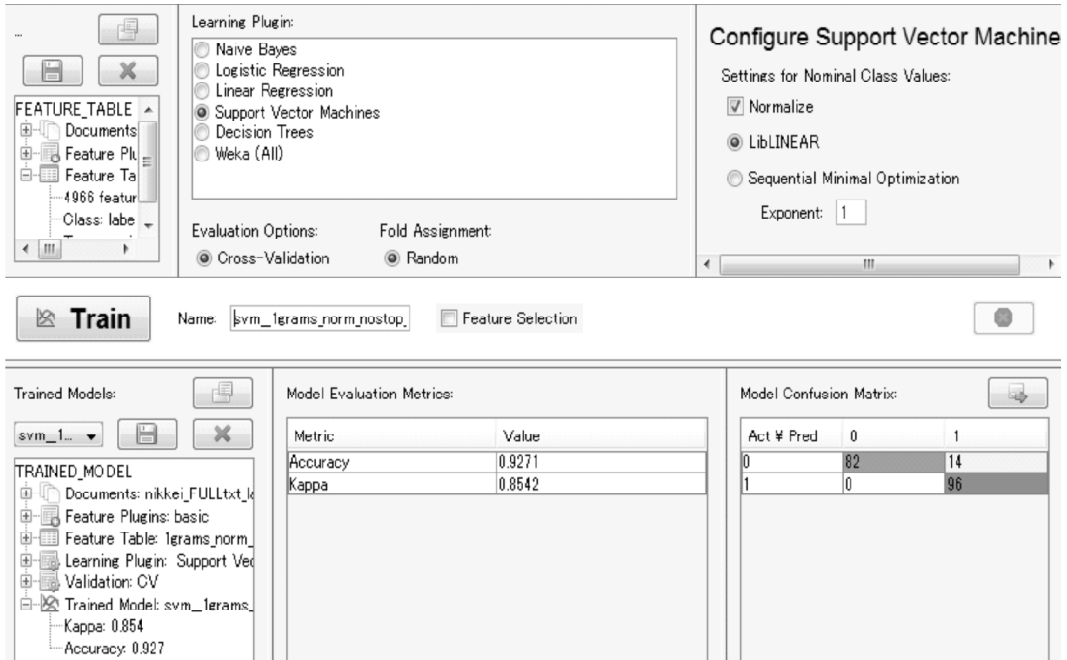 ...
FEATURE_TABLE
Documents
Feature Plu
Feature Ta
4966 featur
Class: labe
Learning Plugin:
Naive Bayes
Logistic Regression
Linear Regression
Support Vector Machines
Decision Trees
Weka (All)
Evaluation Options:
Fold Assignment:
Cross-Validation
Random
Configure Support Vector Machine
Settings for Nominal Class Values:
Normalize
LibLINEAR
Sequential Minimal Optimization
Exponent: 1
Train
Name: svm__1grams_norm_nostop_
Feature Selection
Trained Models:
svm_1...
TRAINED_MODEL
Documents: nikkei_FULLtxt_l
Feature Plugins: basic
Feature Table: 1grams_norm_
Learning Plugin: Support Vec
Validation: CV
Trained Model: svm__1grams_
Kappa: 0.854
Accuracy: 0.927
Model Evaluation Metrics:
Metric Value
Accuracy 0.9271
Kappa 0.8542
Model Confusion Matrix:
Act ¥ Pred 0 1
0 82 14
1 0 96